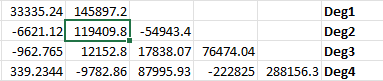 33335.24 145897.2 Deg1
-6621.12 119409.8 -54943.4 Deg2
-962.765 12152.8 17838.07 76474.04 Deg3
339.2344 -9782.86 87995.93 -222825 288156.3 Deg4